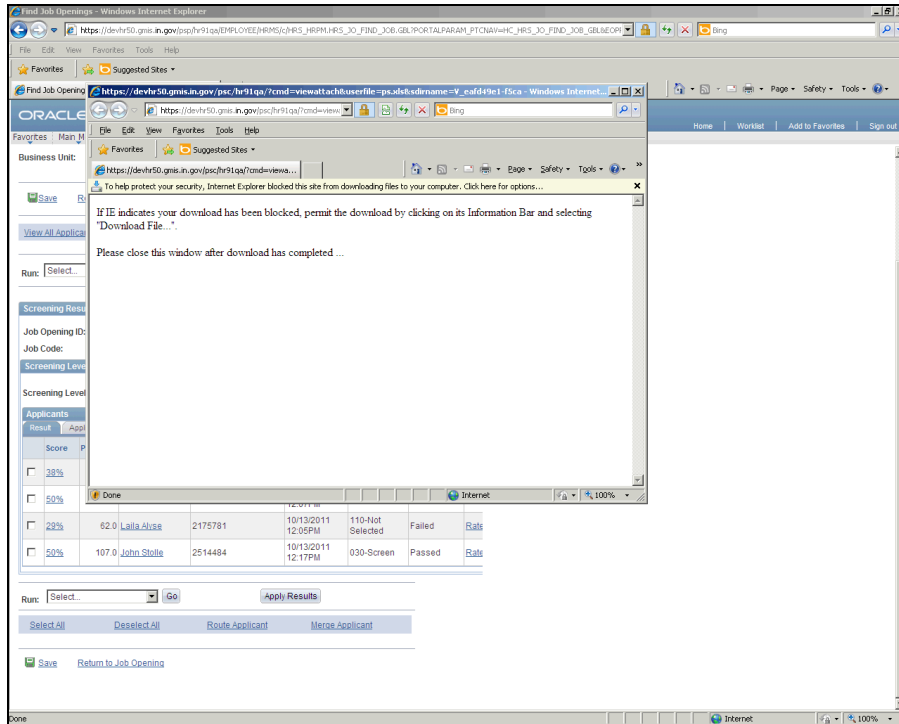 Find Job Openings - Windows Internet Explorer
https://devhr50.gmis.in.gov/psp/hr91qa/EMPLOYEE/HRMS/c/HRS_HRPM.HRS_JO_FIND_JOB.GBL?PORTALPARAM_PTCNAV=HC_HRS_JO_FIND_JOB_GBL&EOPP
Bing
File Edit View Favorites Tools Help
Favorites Suggested Sites
Find Job Opening
Page Safety Tools
ORACLE
Home | Worklist | Add to Favorites | Sign out
Favorites Main M
Business Unit:
Save R
View All Applica
Run: Select...
Screening Resu
Job Opening ID:
Job Code:
Screening Leve
Screening Level
Applicants
Result Appl
Score P
https://devhr50.gmis.in.gov/psc/hr91qa/?cmd=viewattach&userfile=ps.xls&sdirname=V_eafd49e1-f5ca - Windows Internet...
https://devhr50.gmis.in.gov/psc/hr91qa/?cmd=viewa
Bing
File Edit View Favorites Tools Help
Favorites Suggested Sites
https://devhr50.gmis.in.gov/psc/hr91qa/?cmd=viewa...
Page Safety Tools
To help protect your security, Internet Explorer blocked this site from downloading files to your computer. Click here for options...
If IE indicates your download has been blocked, permit the download by clicking on its Information Bar and selecting
"Download File...".
Please close this window after download has completed ...
Done Internet 100%
38%
50%
29% 62.0 Laila Alyse 2175781 10/13/2011 12:05PM 110-Not Selected Failed Rate
50% 107.0 John Stolle 2514484 10/13/2011 12:17PM 030-Screen Passed Rate
Run: Select... Go Apply Results
Select All Deselect All Route Applicant Merge Applicant
Save Return to Job Opening
Done Internet 100%